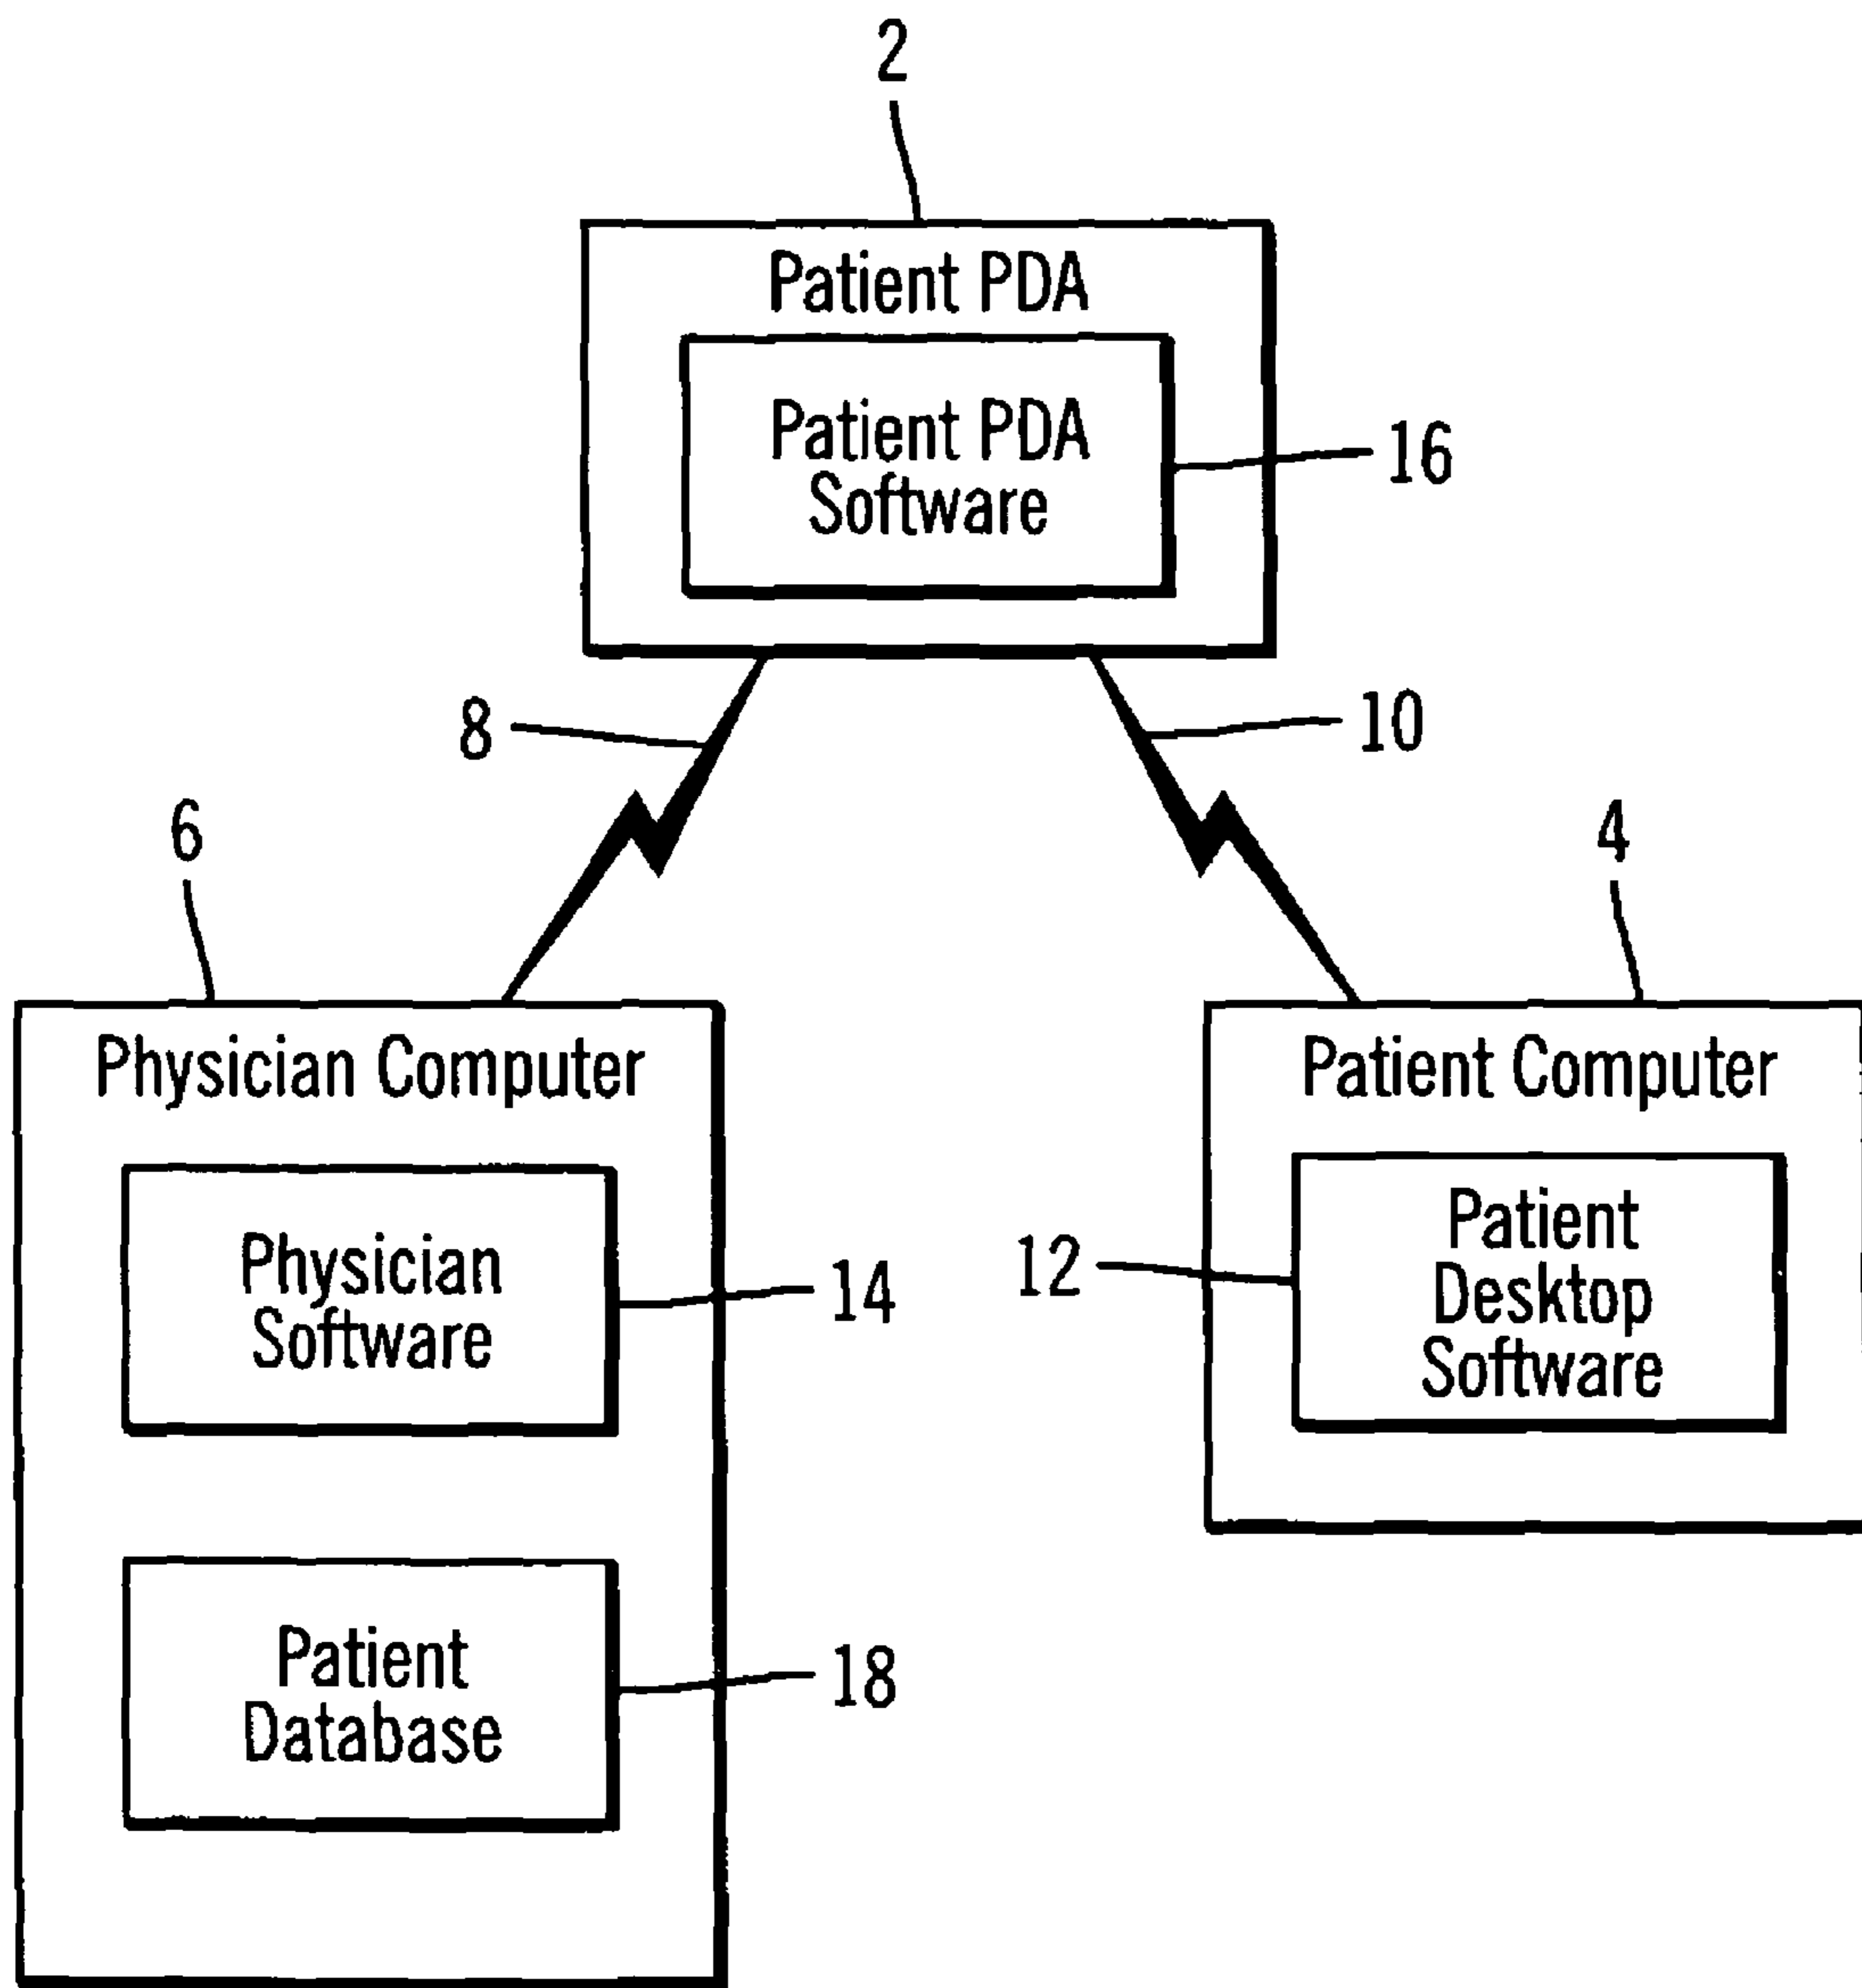 2
Patient PDA
Patient PDA
Software
16
8
10
6
4
Physician Computer
Patient Computer
Physician
Software
14
12
Patient
Desktop
Software
Patient
Database
18